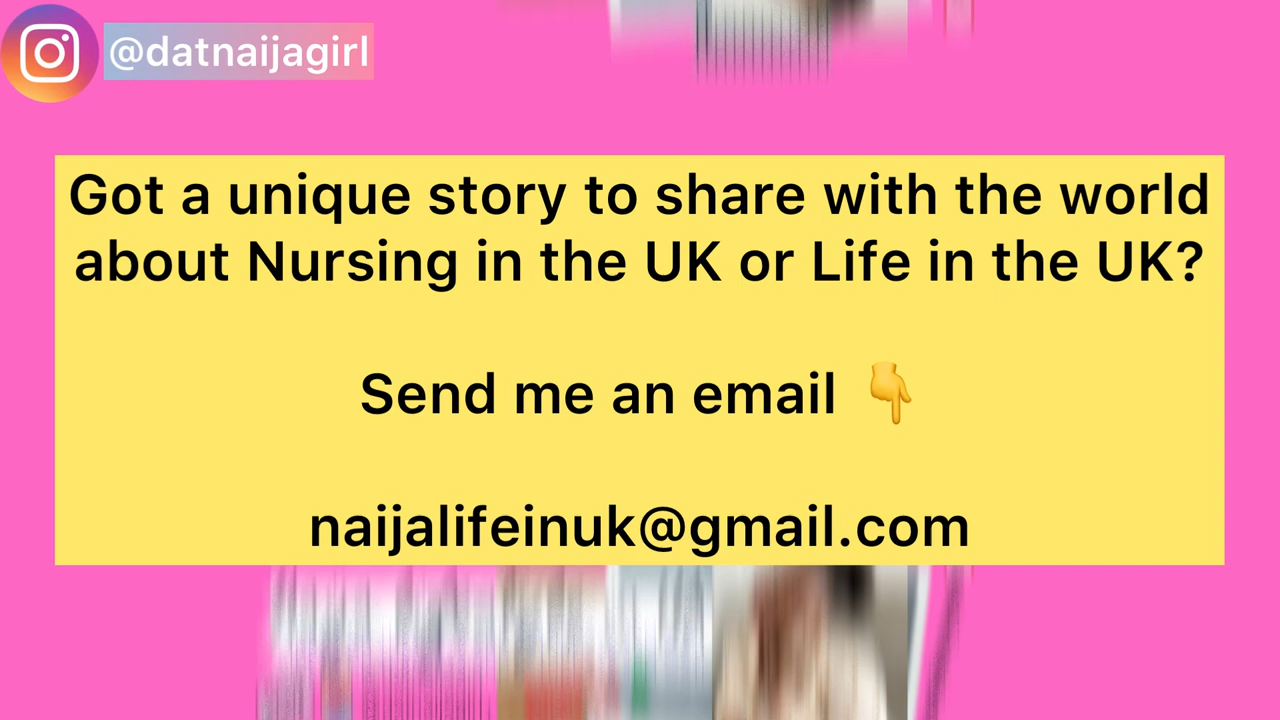 @datnaijagirl
Got a unique story to share with the world
about Nursing in the UK or Life in the UK?
Send me an email 👇
naijalifeinuk@gmail.com